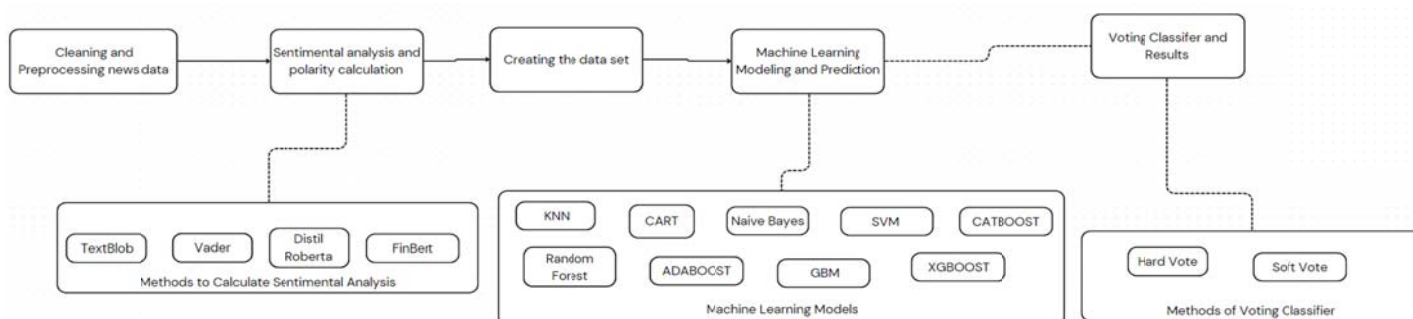 Cleaning and
Preprocessing news data
Sentimental analysis and
polarity calculation
Creating the data set
Machine Learning
Modeling and Prediction
Voting Classifer and
Results
TextBlob
Vader
Distil
Roberta
FinBert
Methods to Calculate Sentimental Analysis
KNN
CART
Naive Bayes
SVM
CATBOOST
Random
Forest
ADABOOST
GBM
XGBOOST
Machine Learning Models
Hard Vote
Soft Vote
Methods of Voting Classifier